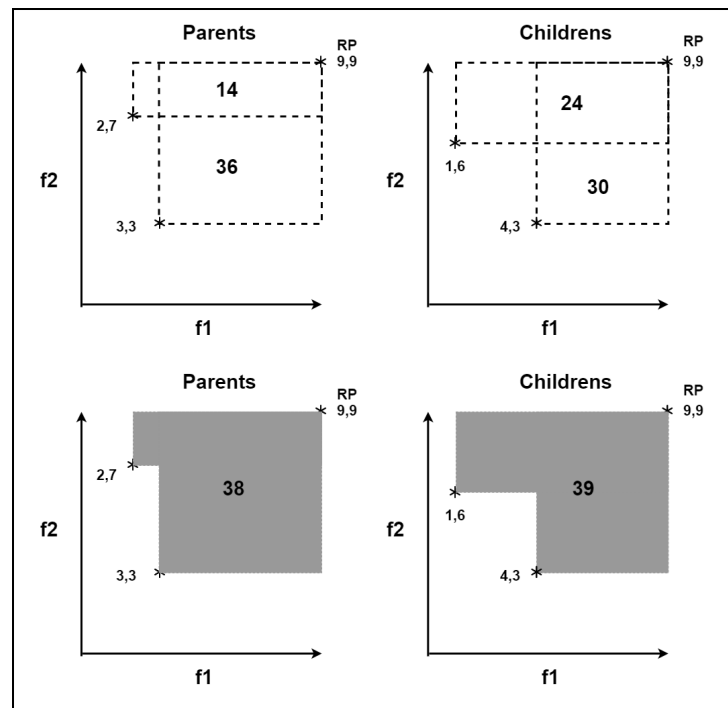 Parents
RP
9,9
14
2,7
36
f2
3,3
f1
Childrens
RP
9,9
24
1,6
f2
30
4,3
f1
Parents
RP
9,9
2,7
38
f2
3,3
f1
Childrens
RP
9,9
39
1,6
f2
4,3
f1